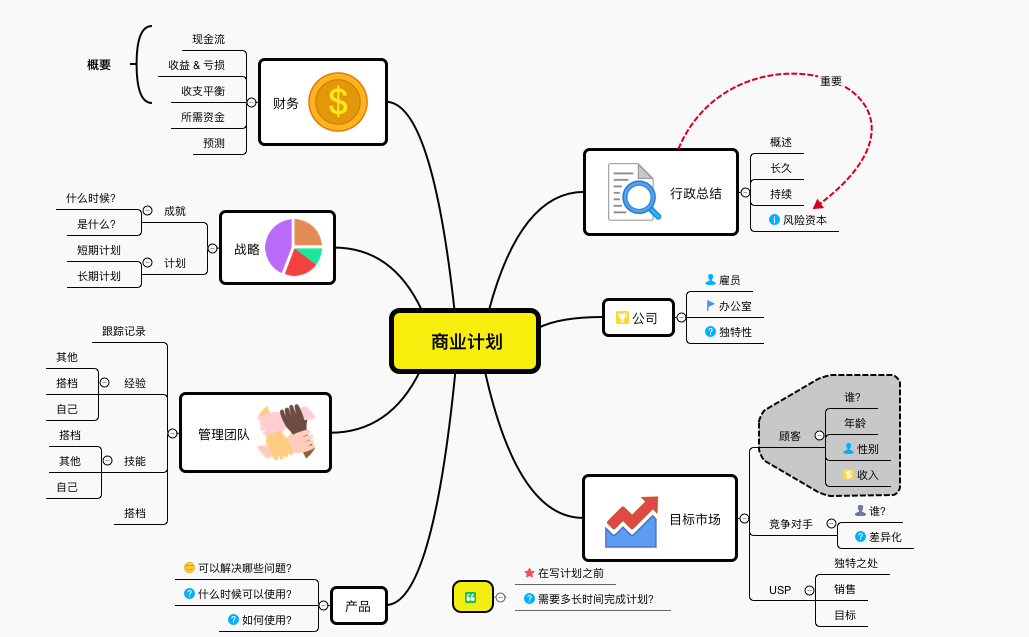 商业计划
财务
概要
现金流
收益 & 亏损
收支平衡
所需资金
预测
战略
成就
什么时候?
是什么?
计划
短期计划
长期计划
管理团队
跟踪记录
经验
其他
搭档
自己
技能
搭档
其他
自己
搭档
产品
可以解决哪些问题?
什么时候可以使用?
如何使用?
行政总结
重要
概述
长久
持续
风险资本
公司
雇员
办公室
独特性
目标市场
顾客
谁?
年龄
性别
收入
竞争对手
谁?
差异化
USP
独特之处
销售
目标
在写计划之前
需要多长时间完成计划?